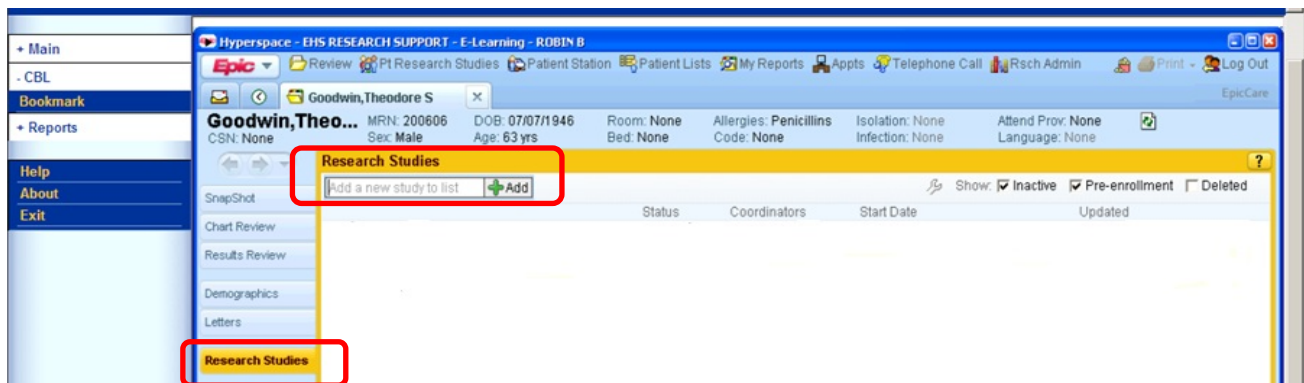 + Main
- CBL
Bookmark
+ Reports
Help
About
Exit
Hyperspace - EHS RESEARCH SUPPORT - E-Learning - ROBIN B
Epic Review Pt Research Studies Patient Station Patient Lists My Reports Appts Telephone Call Rsch Admin Print Log Out
Goodwin,Theodore S EpicCare
Goodwin,Theo... MRN: 200606 DOB: 07/07/1946 Room: None Allergies: Penicillins Isolation: None Attend Prov: None
CSN: None Sex: Male Age: 63 yrs Bed: None Code: None Infection: None Language: None
Research Studies ?
Add a new study to list Add Show: Inactive Pre-enrollment Deleted
Status Coordinators Start Date Updated
SnapShot
Chart Review
Results Review
Demographics
Letters
Research Studies